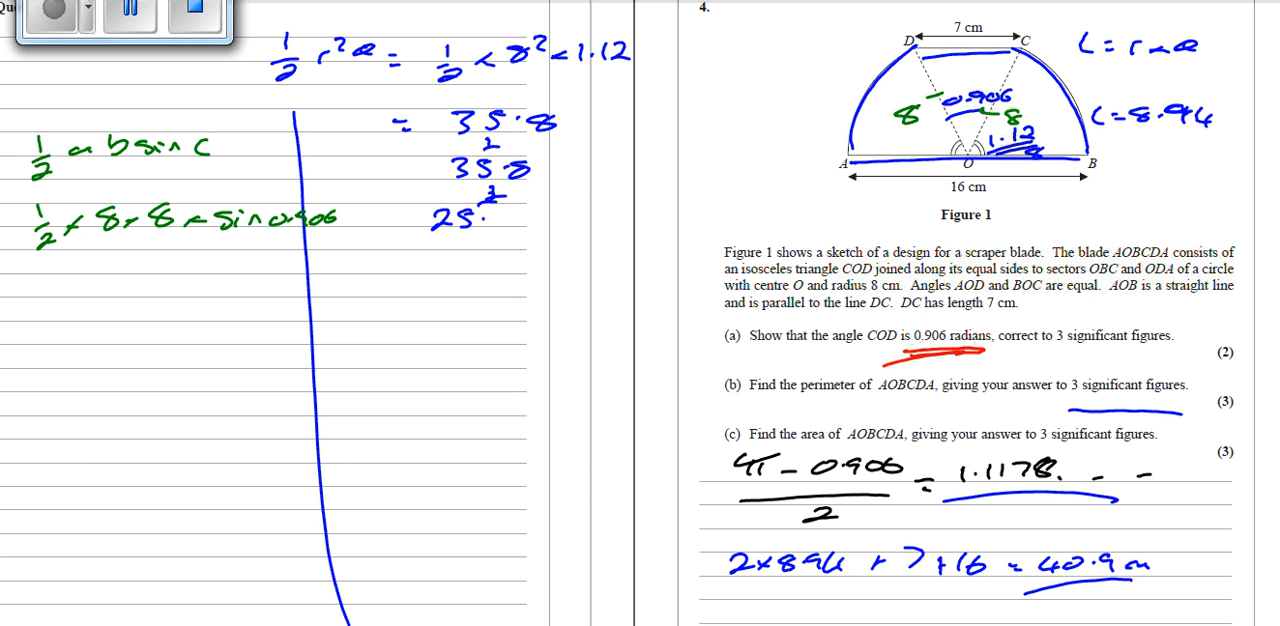 Qu
½ r² θ = ½ × 8² × 1.12
= 35.8
35.8
25.2
½ a b sin C
½ × 8 × 8 × sin 0.906
4.
7 cm
D
C
L = r × θ
0.906
8
8
L = 8.94
1.12
A
O
B
16 cm
Figure 1
Figure 1 shows a sketch of a design for a scraper blade. The blade AOBCDA consists of
an isosceles triangle COD joined along its equal sides to sectors OBC and ODA of a circle
with centre O and radius 8 cm. Angles AOD and BOC are equal. AOB is a straight line
and is parallel to the line DC. DC has length 7 cm.
(a) Show that the angle COD is 0.906 radians, correct to 3 significant figures.
(2)
(b) Find the perimeter of AOBCDA, giving your answer to 3 significant figures.
(3)
(c) Find the area of AOBCDA, giving your answer to 3 significant figures.
(3)
π - 0.906 = 1.1178. - -
2
2 × 8.94 + 7 + 16 = 40.9 cm